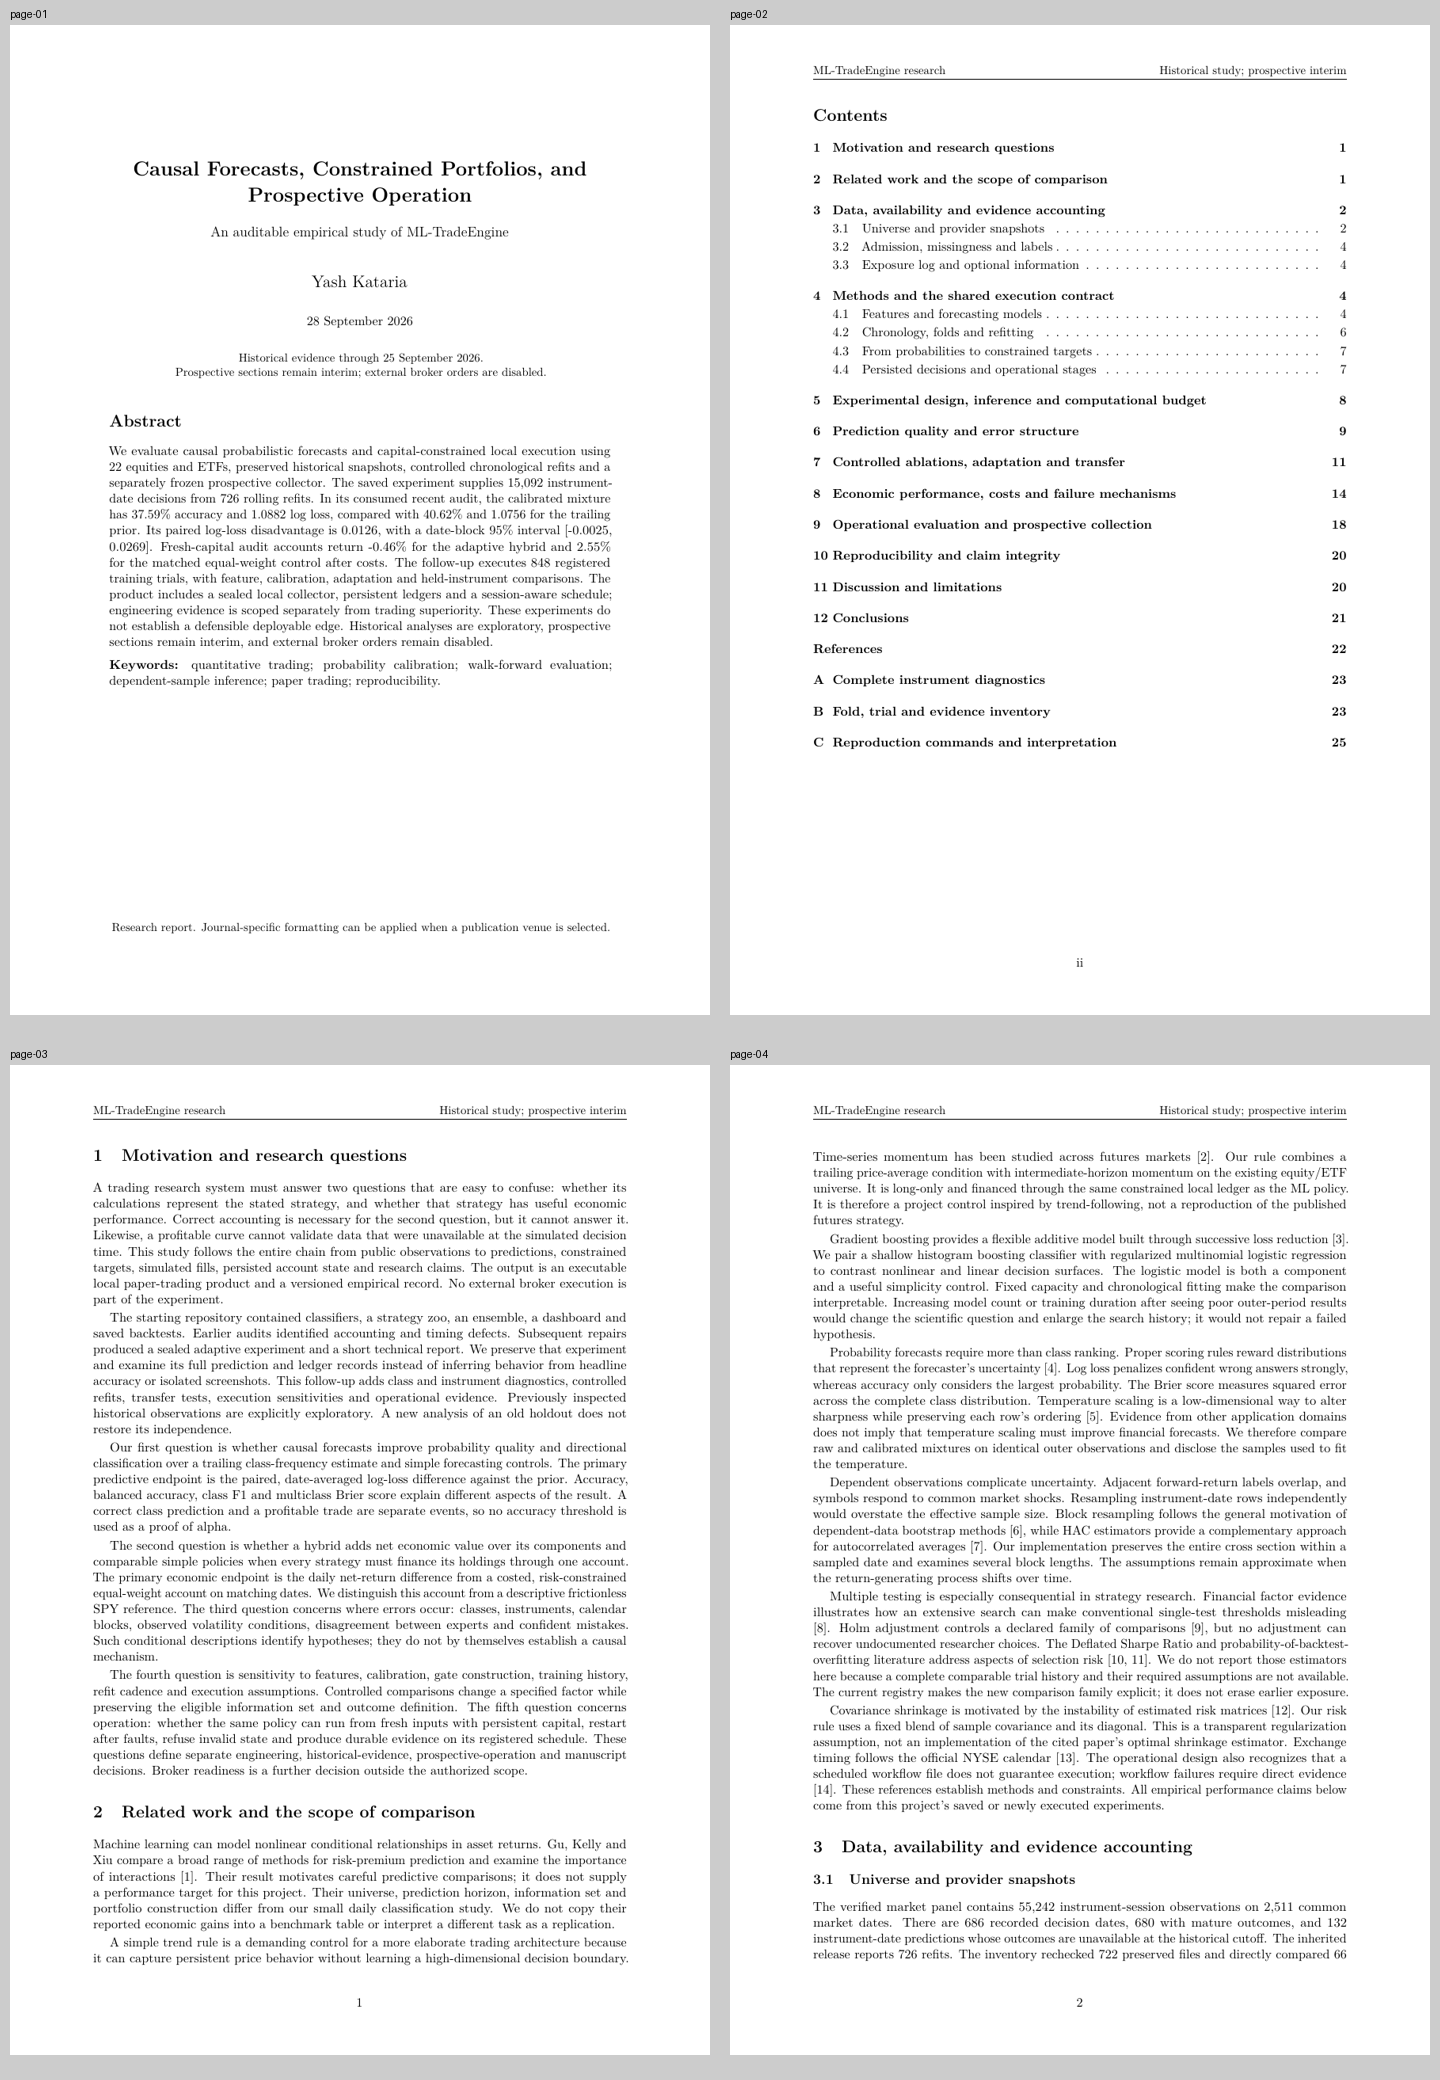 page-01
Causal Forecasts, Constrained Portfolios, and
Prospective Operation
An auditable empirical study of ML-TradeEngine
Yash Kataria
28 September 2026
Historical evidence through 25 September 2026.
Prospective sections remain interim; external broker orders are disabled.
Abstract
We evaluate causal probabilistic forecasts and capital-constrained local execution using
22 equities and ETFs, preserved historical snapshots, controlled chronological refits and a
separately frozen prospective collector. The saved experiment supplies 15,092 instrument-
date decisions from 726 rolling refits. In its consumed recent audit, the calibrated mixture
has 37.59% accuracy and 1.0882 log loss, compared with 40.62% and 1.0756 for the trailing
prior. Its paired log-loss disadvantage is 0.0126, with a date-block 95% interval [-0.0025,
0.0269]. Fresh-capital audit accounts return -0.46% for the adaptive hybrid and 2.55%
for the matched equal-weight control after costs. The follow-up executes 848 registered
training trials, with feature, calibration, adaptation and held-instrument comparisons. The
product includes a sealed local collector, persistent ledgers and a session-aware schedule;
engineering evidence is scoped separately from trading superiority. These experiments do
not establish a defensible deployable edge. Historical analyses are exploratory, prospective
sections remain interim, and external broker orders remain disabled.
Keywords: quantitative trading; probability calibration; walk-forward evaluation;
dependent-sample inference; paper trading; reproducibility.
Research report. Journal-specific formatting can be applied when a publication venue is selected.
page-02
ML-TradeEngine research Historical study; prospective interim
Contents
1 Motivation and research questions 1
2 Related work and the scope of comparison 1
3 Data, availability and evidence accounting 2
3.1 Universe and provider snapshots . . . . . . . . . . . . . . . . . . . . . . . . . . . 2
3.2 Admission, missingness and labels . . . . . . . . . . . . . . . . . . . . . . . . . . . 4
3.3 Exposure log and optional information . . . . . . . . . . . . . . . . . . . . . . . . 4
4 Methods and the shared execution contract 4
4.1 Features and forecasting models . . . . . . . . . . . . . . . . . . . . . . . . . . . . 4
4.2 Chronology, folds and refitting . . . . . . . . . . . . . . . . . . . . . . . . . . . . 6
4.3 From probabilities to constrained targets . . . . . . . . . . . . . . . . . . . . . . . 7
4.4 Persisted decisions and operational stages . . . . . . . . . . . . . . . . . . . . . . 7
5 Experimental design, inference and computational budget 8
6 Prediction quality and error structure 9
7 Controlled ablations, adaptation and transfer 11
8 Economic performance, costs and failure mechanisms 14
9 Operational evaluation and prospective collection 18
10 Reproducibility and claim integrity 20
11 Discussion and limitations 20
12 Conclusions 21
References 22
A Complete instrument diagnostics 23
B Fold, trial and evidence inventory 23
C Reproduction commands and interpretation 25
ii
page-03
ML-TradeEngine research Historical study; prospective interim
1 Motivation and research questions
A trading research system must answer two questions that are easy to confuse: whether its
calculations represent the stated strategy, and whether that strategy has useful economic
performance. Correct accounting is necessary for the second question, but it cannot answer it.
Likewise, a profitable curve cannot validate data that were unavailable at the simulated decision
time. This study follows the entire chain from public observations to predictions, constrained
targets, simulated fills, persisted account state and research claims. The output is an executable
local paper-trading product and a versioned empirical record. No external broker execution is
part of the experiment.
The starting repository contained classifiers, a strategy zoo, an ensemble, a dashboard and
saved backtests. Earlier audits identified accounting and timing defects. Subsequent repairs
produced a sealed adaptive experiment and a short technical report. We preserve that experiment
and examine its full prediction and ledger records instead of inferring behavior from headline
accuracy or isolated screenshots. This follow-up adds class and instrument diagnostics, controlled
refits, transfer tests, execution sensitivities and operational evidence. Previously inspected
historical observations are explicitly exploratory. A new analysis of an old holdout does not
restore its independence.
Our first question is whether causal forecasts improve probability quality and directional
classification over a trailing class-frequency estimate and simple forecasting controls. The primary
predictive endpoint is the paired, date-averaged log-loss difference against the prior. Accuracy,
balanced accuracy, class F1 and multiclass Brier score explain different aspects of the result. A
correct class prediction and a profitable trade are separate events, so no accuracy threshold is
used as a proof of alpha.
The second question is whether a hybrid adds net economic value over its components and
comparable simple policies when every strategy must finance its holdings through one account.
The primary economic endpoint is the daily net-return difference from a costed, risk-constrained
equal-weight account on matching dates. We distinguish this account from a descriptive frictionless
SPY reference. The third question concerns where errors occur: classes, instruments, calendar
blocks, observed volatility conditions, disagreement between experts and confident mistakes.
Such conditional descriptions identify hypotheses; they do not by themselves establish a causal
mechanism.
The fourth question is sensitivity to features, calibration, gate construction, training history,
refit cadence and execution assumptions. Controlled comparisons change a specified factor while
preserving the eligible information set and outcome definition. The fifth question concerns
operation: whether the same policy can run from fresh inputs with persistent capital, restart
after faults, refuse invalid state and produce durable evidence on its registered schedule. These
questions define separate engineering, historical-evidence, prospective-operation and manuscript
decisions. Broker readiness is a further decision outside the authorized scope.
2 Related work and the scope of comparison
Machine learning can model nonlinear conditional relationships in asset returns. Gu, Kelly and
Xiu compare a broad range of methods for risk-premium prediction and examine the importance
of interactions [1]. Their result motivates careful predictive comparisons; it does not supply
a performance target for this project. Their universe, prediction horizon, information set and
portfolio construction differ from our small daily classification study. We do not copy their
reported economic gains into a benchmark table or interpret a different task as a replication.
A simple trend rule is a demanding control for a more elaborate trading architecture because
it can capture persistent price behavior without learning a high-dimensional decision boundary.
1
page-04
ML-TradeEngine research Historical study; prospective interim
Time-series momentum has been studied across futures markets [2]. Our rule combines a
trailing price-average condition with intermediate-horizon momentum on the existing equity/ETF
universe. It is long-only and financed through the same constrained local ledger as the ML policy.
It is therefore a project control inspired by trend-following, not a reproduction of the published
futures strategy.
Gradient boosting provides a flexible additive model built through successive loss reduction [3].
We pair a shallow histogram boosting classifier with regularized multinomial logistic regression
to contrast nonlinear and linear decision surfaces. The logistic model is both a component
and a useful simplicity control. Fixed capacity and chronological fitting make the comparison
interpretable. Increasing model count or training duration after seeing poor outer-period results
would change the scientific question and enlarge the search history; it would not repair a failed
hypothesis.
Probability forecasts require more than class ranking. Proper scoring rules reward distributions
that represent the forecaster's uncertainty [4]. Log loss penalizes confident wrong answers strongly,
whereas accuracy only considers the largest probability. The Brier score measures squared error
across the complete class distribution. Temperature scaling is a low-dimensional way to alter
sharpness while preserving each row's ordering [5]. Evidence from other application domains
does not imply that temperature scaling must improve financial forecasts. We therefore compare
raw and calibrated mixtures on identical outer observations and disclose the samples used to fit
the temperature.
Dependent observations complicate uncertainty. Adjacent forward-return labels overlap, and
symbols respond to common market shocks. Resampling instrument-date rows independently
would overstate the effective sample size. Block resampling follows the general motivation of
dependent-data bootstrap methods [6], while HAC estimators provide a complementary approach
for autocorrelated averages [7]. Our implementation preserves the entire cross section within a
sampled date and examines several block lengths. The assumptions remain approximate when
the return-generating process shifts over time.
Multiple testing is especially consequential in strategy research. Financial factor evidence
illustrates how an extensive search can make conventional single-test thresholds misleading
[8]. Holm adjustment controls a declared family of comparisons [9], but no adjustment can
recover undocumented researcher choices. The Deflated Sharpe Ratio and probability-of-backtest-
overfitting literature address aspects of selection risk [10, 11]. We do not report those estimators
here because a complete comparable trial history and their required assumptions are not available.
The current registry makes the new comparison family explicit; it does not erase earlier exposure.
Covariance shrinkage is motivated by the instability of estimated risk matrices [12]. Our risk
rule uses a fixed blend of sample covariance and its diagonal. This is a transparent regularization
assumption, not an implementation of the cited paper's optimal shrinkage estimator. Exchange
timing follows the official NYSE calendar [13]. The operational design also recognizes that a
scheduled workflow file does not guarantee execution; workflow failures require direct evidence
[14]. These references establish methods and constraints. All empirical performance claims below
come from this project's saved or newly executed experiments.
3 Data, availability and evidence accounting
3.1 Universe and provider snapshots
The verified market panel contains 55,242 instrument-session observations on 2,511 common
market dates. There are 686 recorded decision dates, 680 with mature outcomes, and 132
instrument-date predictions whose outcomes are unavailable at the historical cutoff. The inherited
release reports 726 refits. The inventory rechecked 722 preserved files and directly compared 66
2